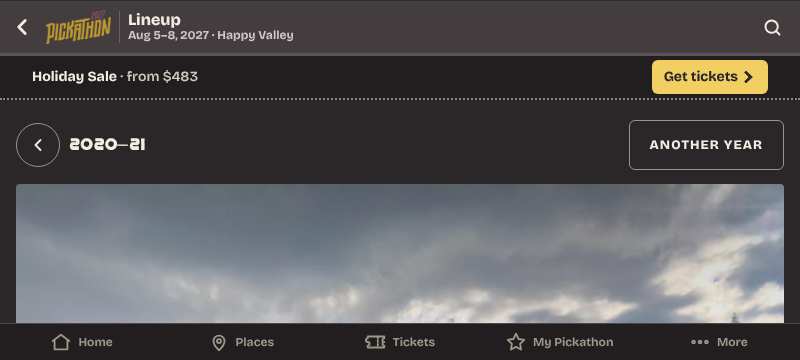 PICKATHON
Lineup
Aug 5–8, 2027 · Happy Valley
Holiday Sale · from $483
Get tickets
2020–21
ANOTHER YEAR
Home
Places
Tickets
My Pickathon
More